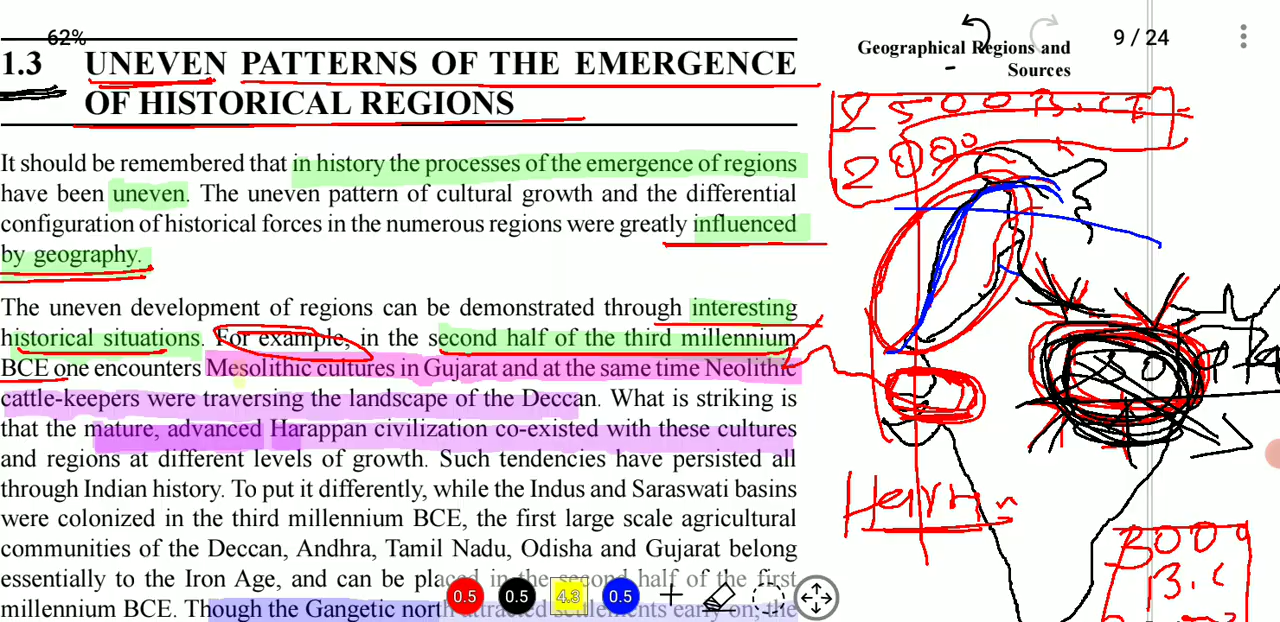 62%
9 / 24
1.3 UNEVEN PATTERNS OF THE EMERGENCE
OF HISTORICAL REGIONS
Geographical Regions and
Sources
It should be remembered that in history the processes of the emergence of regions
have been uneven. The uneven pattern of cultural growth and the differential
configuration of historical forces in the numerous regions were greatly influenced
by geography.
The uneven development of regions can be demonstrated through interesting
historical situations. For example, in the second half of the third millennium
BCE one encounters Mesolithic cultures in Gujarat and at the same time Neolithic
cattle-keepers were traversing the landscape of the Deccan. What is striking is
that the mature, advanced Harappan civilization co-existed with these cultures
and regions at different levels of growth. Such tendencies have persisted all
through Indian history. To put it differently, while the Indus and Saraswati basins
were colonized in the third millennium BCE, the first large scale agricultural
communities of the Deccan, Andhra, Tamil Nadu, Odisha and Gujarat belong
essentially to the Iron Age, and can be placed in the second half of the first
millennium BCE. Though the Gangetic north attracted settlements early on, the
0.5 0.5 4.3 0.5
2500 B.C.E
2000
3000
B.C